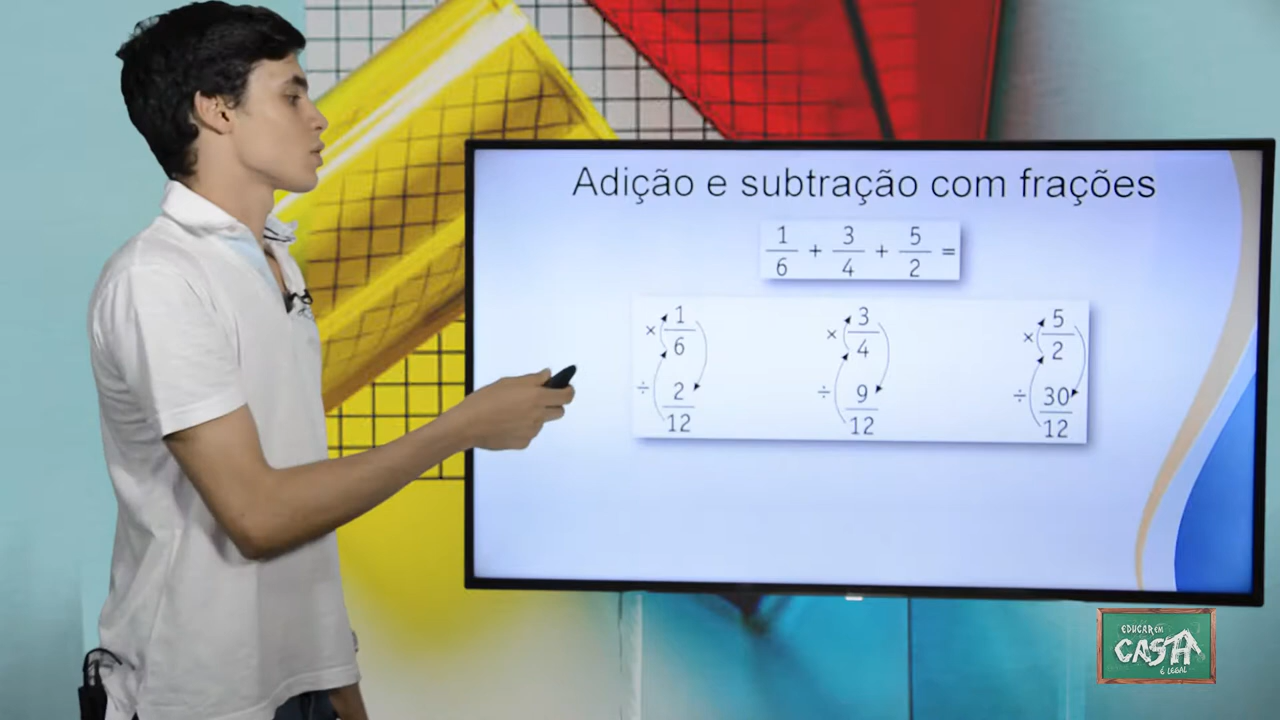 Adição e subtração com frações
1/6 + 3/4 + 5/2 =
× 1/6 × 3/4 × 5/2
÷ 2/12 ÷ 9/12 ÷ 30/12
EDUCAR EM
CASA
É LEGAL